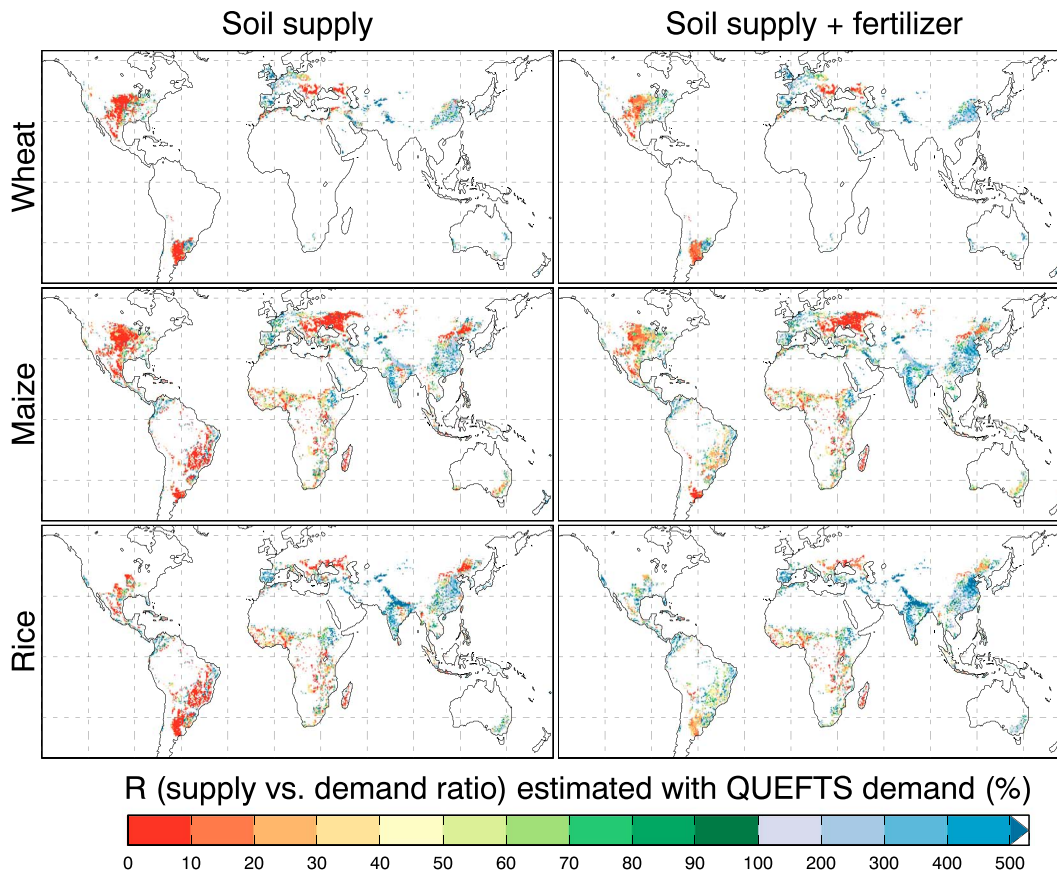 Soil supply
Soil supply + fertilizer
Wheat
Maize
Rice
R (supply vs. demand ratio) estimated with QUEFTS demand (%)
0 10 20 30 40 50 60 70 80 90 100 200 300 400 500